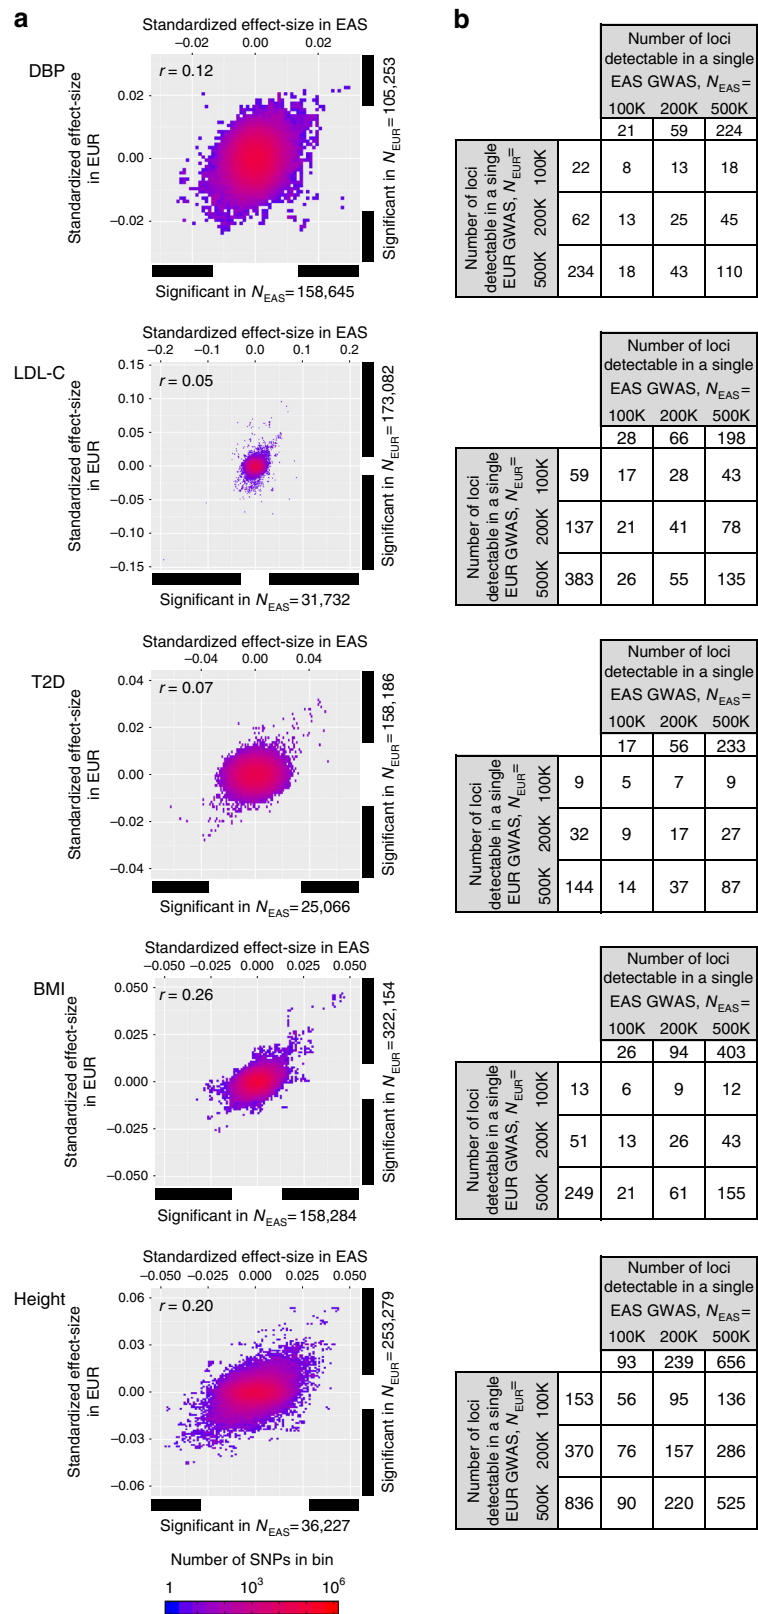 a
Standardized effect-size in EAS
−0.02 0.00 0.02
DBP
r = 0.12
Standardized effect-size
in EUR
0.02
0.00
−0.02
Significant in NEUR= 105,253
Significant in NEAS= 158,645
Standardized effect-size in EAS
−0.2 −0.1 0.0 0.1 0.2
LDL-C
r = 0.05
Standardized effect-size
in EUR
0.15
0.10
0.05
0.00
−0.05
−0.10
−0.15
Significant in NEUR= 173,082
Significant in NEAS= 31,732
Standardized effect-size in EAS
−0.04 0.00 0.04
T2D
r = 0.07
Standardized effect-size
in EUR
0.04
0.02
0.00
−0.02
−0.04
Significant in NEUR= 158,186
Significant in NEAS= 25,066
Standardized effect-size in EAS
−0.050 −0.025 0.000 0.025 0.050
BMI
r = 0.26
Standardized effect-size
in EUR
0.050
0.025
0.000
−0.025
−0.050
Significant in NEUR= 322,154
Significant in NEAS= 158,284
Standardized effect-size in EAS
−0.050 −0.025 0.000 0.025 0.050
Height
r = 0.20
Standardized effect-size
in EUR
0.06
0.03
0.00
−0.03
−0.06
Significant in NEUR= 253,279
Significant in NEAS= 36,227
Number of SNPs in bin
1 10³ 10⁶
b
Number of loci
detectable in a single
EAS GWAS, NEAS=
100K 200K 500K
21 59 224
Number of loci
detectable in a single
EUR GWAS, NEUR=
500K 200K 100K
22 8 13 18
62 13 25 45
234 18 43 110
Number of loci
detectable in a single
EAS GWAS, NEAS=
100K 200K 500K
28 66 198
Number of loci
detectable in a single
EUR GWAS, NEUR=
500K 200K 100K
59 17 28 43
137 21 41 78
383 26 55 135
Number of loci
detectable in a single
EAS GWAS, NEAS=
100K 200K 500K
17 56 233
Number of loci
detectable in a single
EUR GWAS, NEUR=
500K 200K 100K
9 5 7 9
32 9 17 27
144 14 37 87
Number of loci
detectable in a single
EAS GWAS, NEAS=
100K 200K 500K
26 94 403
Number of loci
detectable in a single
EUR GWAS, NEUR=
500K 200K 100K
13 6 9 12
51 13 26 43
249 21 61 155
Number of loci
detectable in a single
EAS GWAS, NEAS=
100K 200K 500K
93 239 656
Number of loci
detectable in a single
EUR GWAS, NEUR=
500K 200K 100K
153 56 95 136
370 76 157 286
836 90 220 525